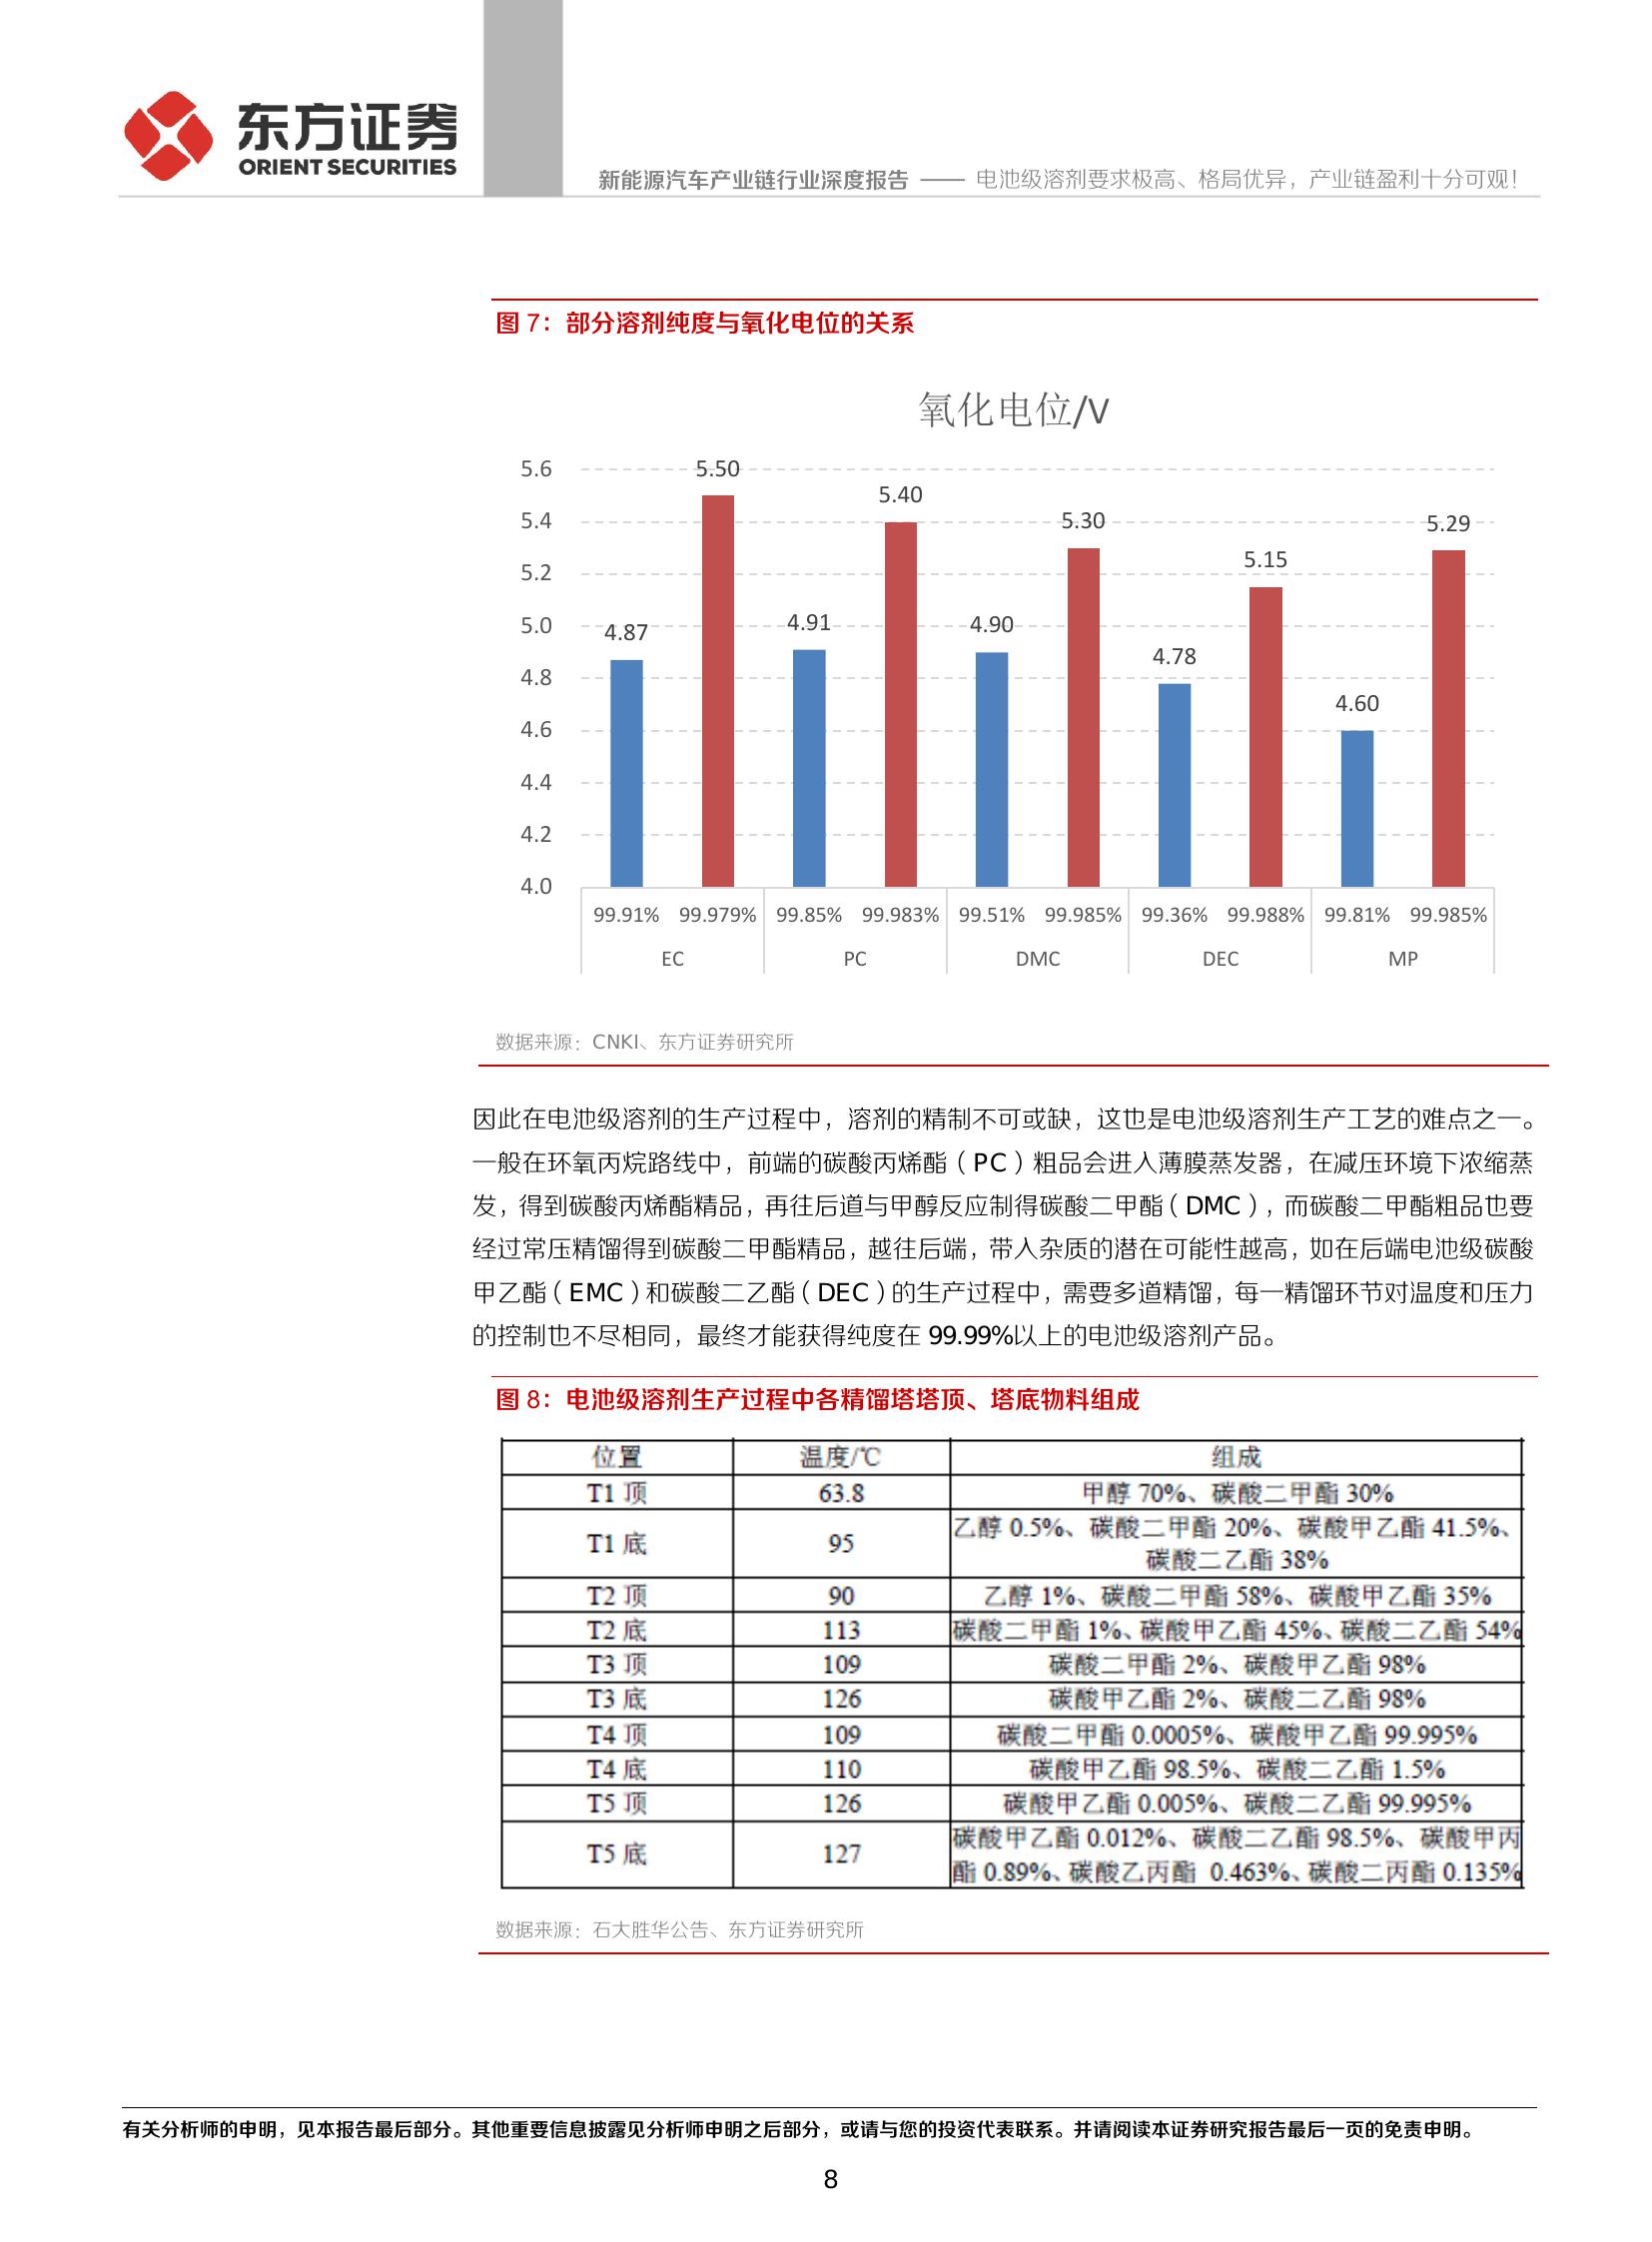 东方证券
ORIENT SECURITIES
新能源汽车产业链行业深度报告 —— 电池级溶剂要求极高、格局优异，产业链盈利十分可观！
图 7：部分溶剂纯度与氧化电位的关系
氧化电位/V
5.6
5.4
5.2
5.0
4.8
4.6
4.4
4.2
4.0
4.87 5.50 4.91 5.40 4.90 5.30 4.78 5.15 4.60 5.29
99.91% 99.979% 99.85% 99.983% 99.51% 99.985% 99.36% 99.988% 99.81% 99.985%
EC PC DMC DEC MP
数据来源：CNKI、东方证券研究所
因此在电池级溶剂的生产过程中，溶剂的精制不可或缺，这也是电池级溶剂生产工艺的难点之一。
一般在环氧丙烷路线中，前端的碳酸丙烯酯（PC）粗品会进入薄膜蒸发器，在减压环境下浓缩蒸
发，得到碳酸丙烯酯精品，再往后道与甲醇反应制得碳酸二甲酯（DMC），而碳酸二甲酯粗品也要
经过常压精馏得到碳酸二甲酯精品，越往后端，带入杂质的潜在可能性越高，如在后端电池级碳酸
甲乙酯（EMC）和碳酸二乙酯（DEC）的生产过程中，需要多道精馏，每一精馏环节对温度和压力
的控制也不尽相同，最终才能获得纯度在 99.99%以上的电池级溶剂产品。
图 8：电池级溶剂生产过程中各精馏塔塔顶、塔底物料组成
位置 温度/℃ 组成
T1 顶 63.8 甲醇 70%、碳酸二甲酯 30%
T1 底 95 乙醇 0.5%、碳酸二甲酯 20%、碳酸甲乙酯 41.5%、
碳酸二乙酯 38%
T2 顶 90 乙醇 1%、碳酸二甲酯 58%、碳酸甲乙酯 35%
T2 底 113 碳酸二甲酯 1%、碳酸甲乙酯 45%、碳酸二乙酯 54%
T3 顶 109 碳酸二甲酯 2%、碳酸甲乙酯 98%
T3 底 126 碳酸甲乙酯 2%、碳酸二乙酯 98%
T4 顶 109 碳酸二甲酯 0.0005%、碳酸甲乙酯 99.995%
T4 底 110 碳酸甲乙酯 98.5%、碳酸二乙酯 1.5%
T5 顶 126 碳酸甲乙酯 0.005%、碳酸二乙酯 99.995%
T5 底 127 碳酸甲乙酯 0.012%、碳酸二乙酯 98.5%、碳酸甲丙
酯 0.89%、碳酸乙丙酯 0.463%、碳酸二丙酯 0.135%
数据来源：石大胜华公告、东方证券研究所
有关分析师的申明，见本报告最后部分。其他重要信息披露见分析师申明之后部分，或请与您的投资代表联系。并请阅读本证券研究报告最后一页的免责申明。
8